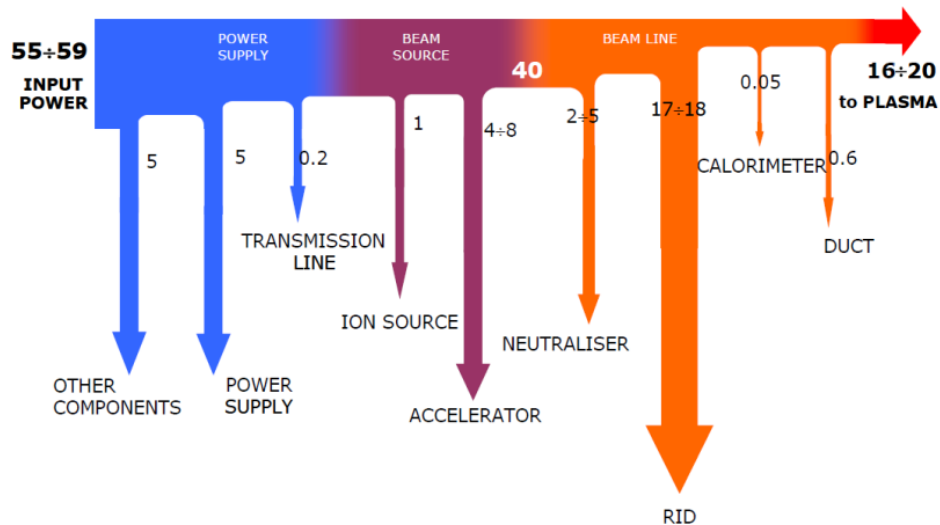 55÷59
INPUT
POWER
POWER
SUPPLY
BEAM
SOURCE
40
BEAM LINE
16÷20
to PLASMA
5
5
0.2
1
4÷8
2÷5
17÷18
0.05
0.6
OTHER
COMPONENTS
POWER
SUPPLY
TRANSMISSION
LINE
ION SOURCE
ACCELERATOR
NEUTRALISER
RID
CALORIMETER
DUCT